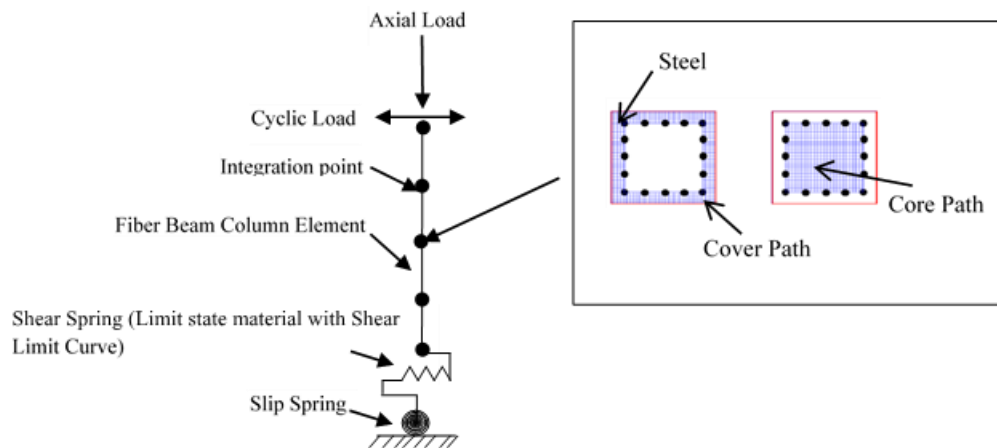 Axial Load
Cyclic Load
Integration point
Fiber Beam Column Element
Shear Spring (Limit state material with Shear
Limit Curve)
Slip Spring
Steel
Core Path
Cover Path